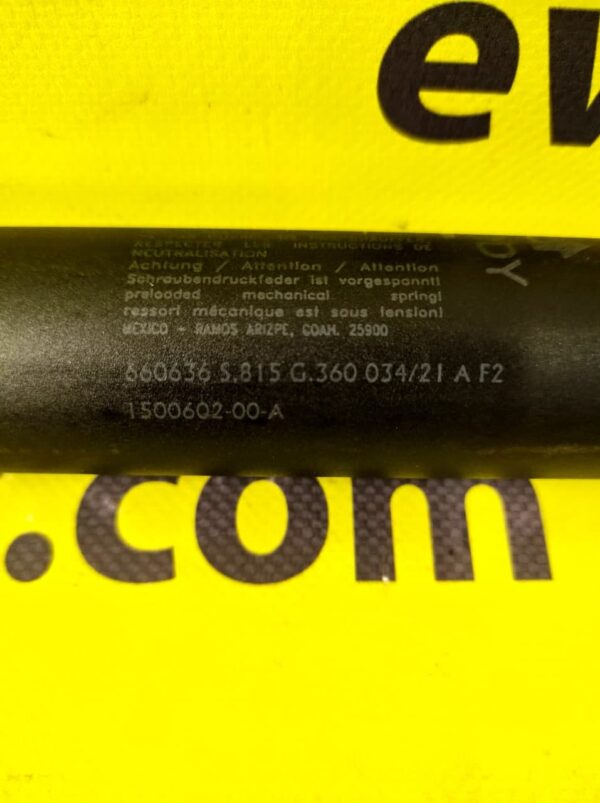 ew
RESPECTER LES INSTRUCTIONS DE
NEUTRALISATION
Achtung / Attention / Attention
Schraubendruckfeder ist vorgespannt!
preloaded mechanical spring!
ressort mécanique est sous tension!
MEXICO - RAMOS ARIZPE, COAH. 25900
660636 S.815 G.360 034/21 A F2
1500602-00-A
DY
.com